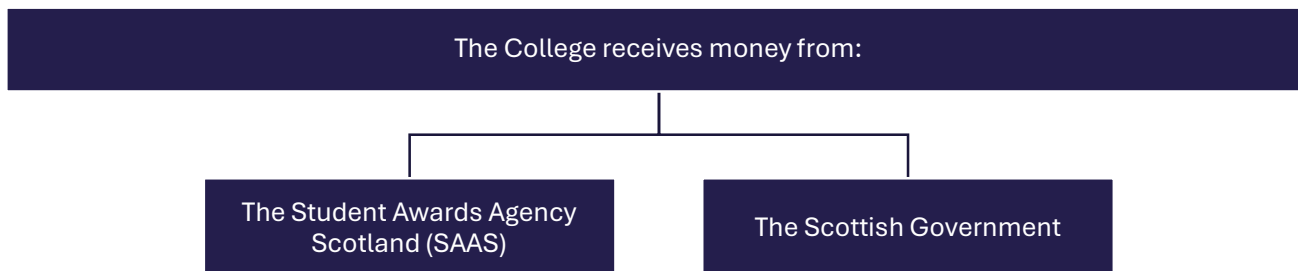 The College receives money from:
The Student Awards Agency
Scotland (SAAS)
The Scottish Government